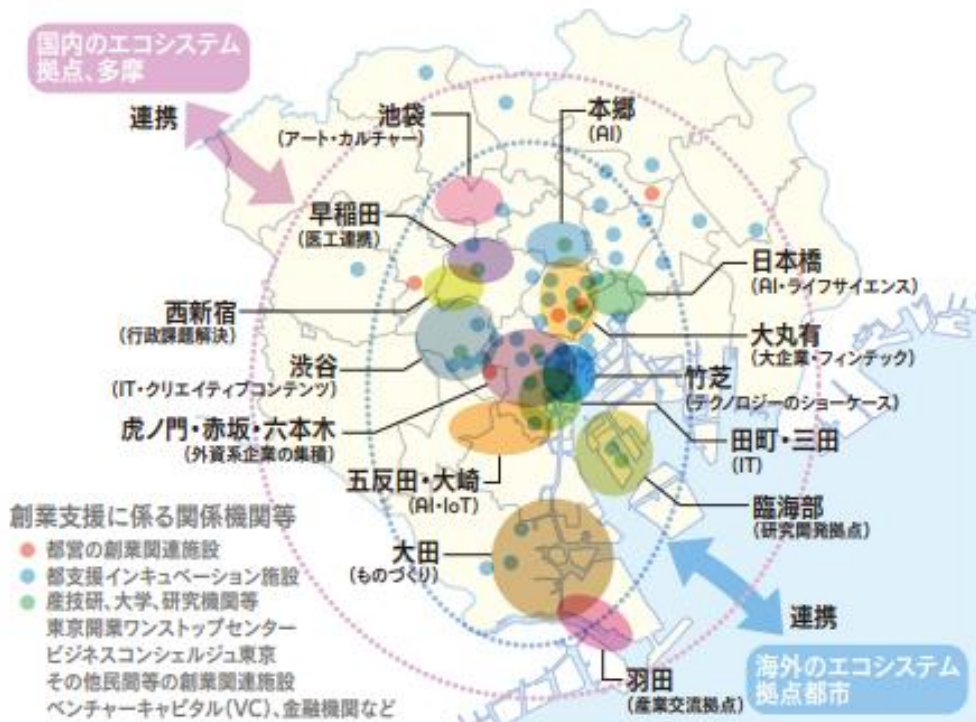 国内のエコシステム
拠点、多摩
連携
池袋
(アート・カルチャー)
本郷
(AI)
早稲田
(医工連携)
日本橋
(AI・ライフサイエンス)
西新宿
(行政課題解決)
大丸有
(大企業・フィンテック)
渋谷
(IT・クリエイティブコンテンツ)
竹芝
(テクノロジーのショーケース)
虎ノ門・赤坂・六本木
(外資系企業の集積)
田町・三田
(IT)
五反田・大崎
(AI・IoT)
臨海部
(研究開発拠点)
大田
(ものづくり)
羽田
(産業交流拠点)
創業支援に係る関係機関等
都営の創業関連施設
都支援インキュベーション施設
産技研、大学、研究機関等
東京開業ワンストップセンター
ビジネスコンシェルジュ東京
その他民間等の創業関連施設
ベンチャーキャピタル(VC)、金融機関など
連携
海外のエコシステム
拠点都市